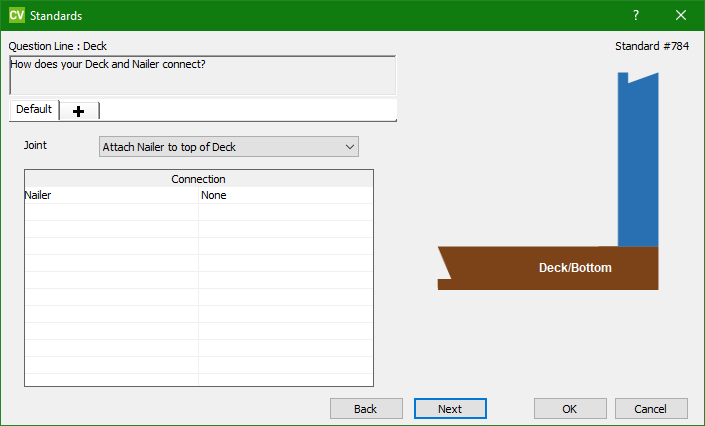 CV Standards ?
Question Line : Deck Standard #784
How does your Deck and Nailer connect?
Default
Joint Attach Nailer to top of Deck
Connection
Nailer None
Deck/Bottom
Back Next OK Cancel